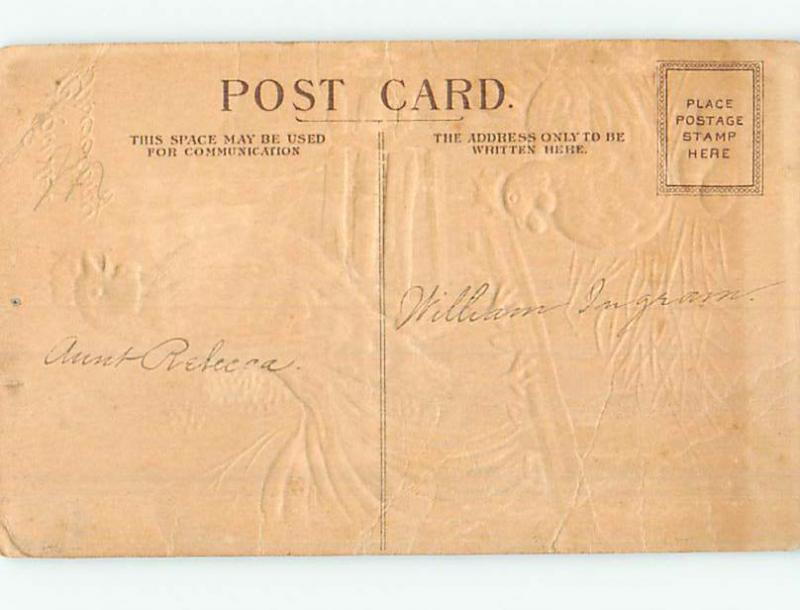 POST CARD.
THIS SPACE MAY BE USED
FOR COMMUNICATION
THE ADDRESS ONLY TO BE
WRITTEN HERE.
PLACE
POSTAGE
STAMP
HERE
Aunt Rebecca.
William Ingram.